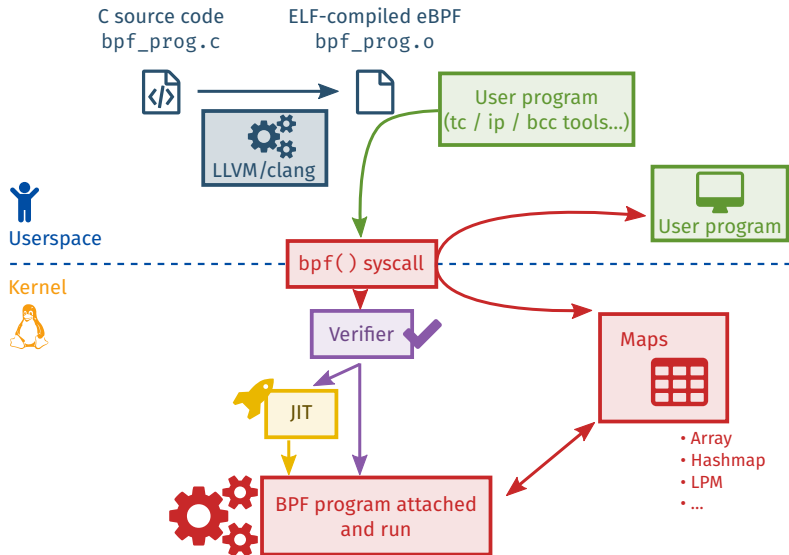 C source code
bpf_prog.c
ELF-compiled eBPF
bpf_prog.o
</>
LLVM/clang
User program
(tc / ip / bcc tools...)
User program
Userspace
bpf() syscall
Kernel
Verifier
JIT
Maps
• Array
• Hashmap
• LPM
• ...
BPF program attached
and run